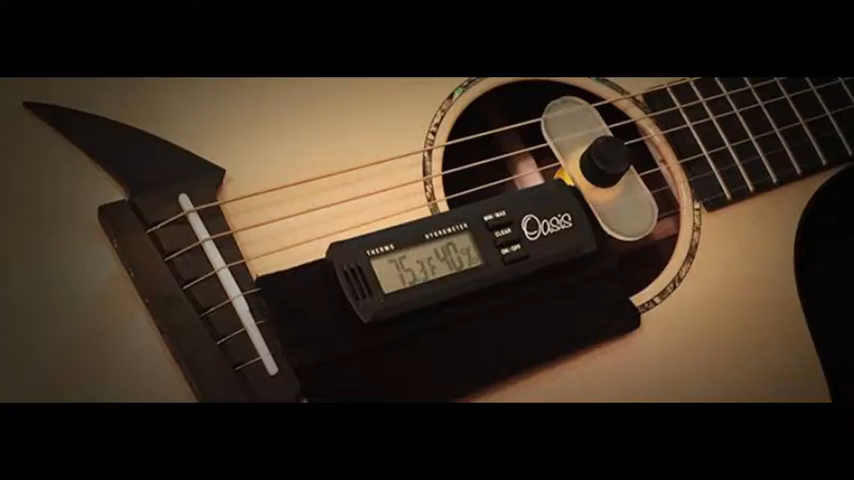 THERMO HYGROMETER
75.3°F 40%
MIN/MAX
CLEAR
ON/OFF
Oasis